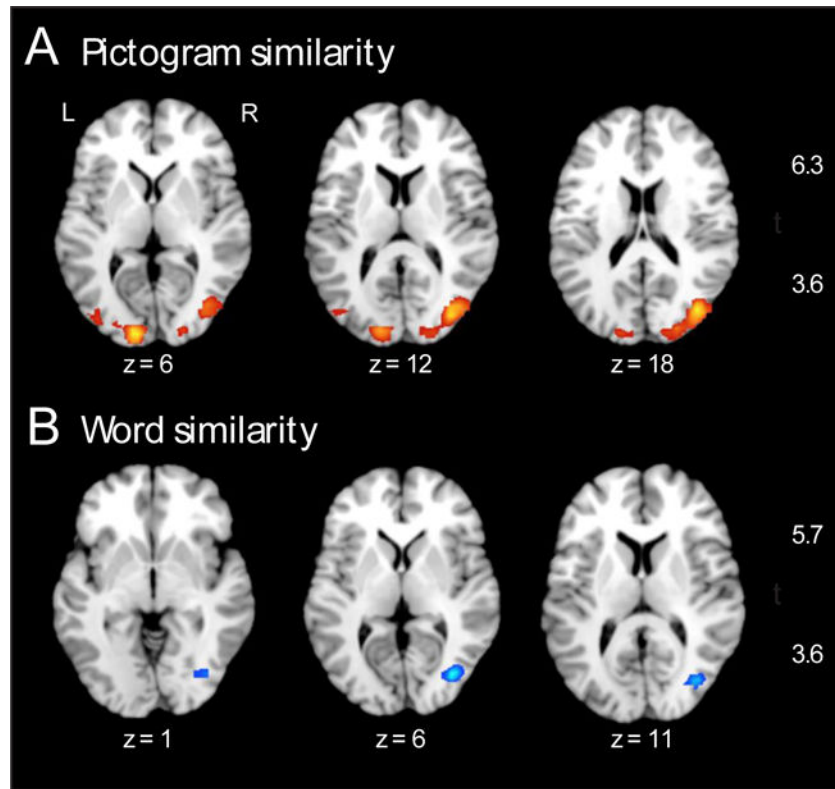 A Pictogram similarity
L R
6.3
t
3.6
z = 6 z = 12 z = 18
B Word similarity
5.7
t
3.6
z = 1 z = 6 z = 11